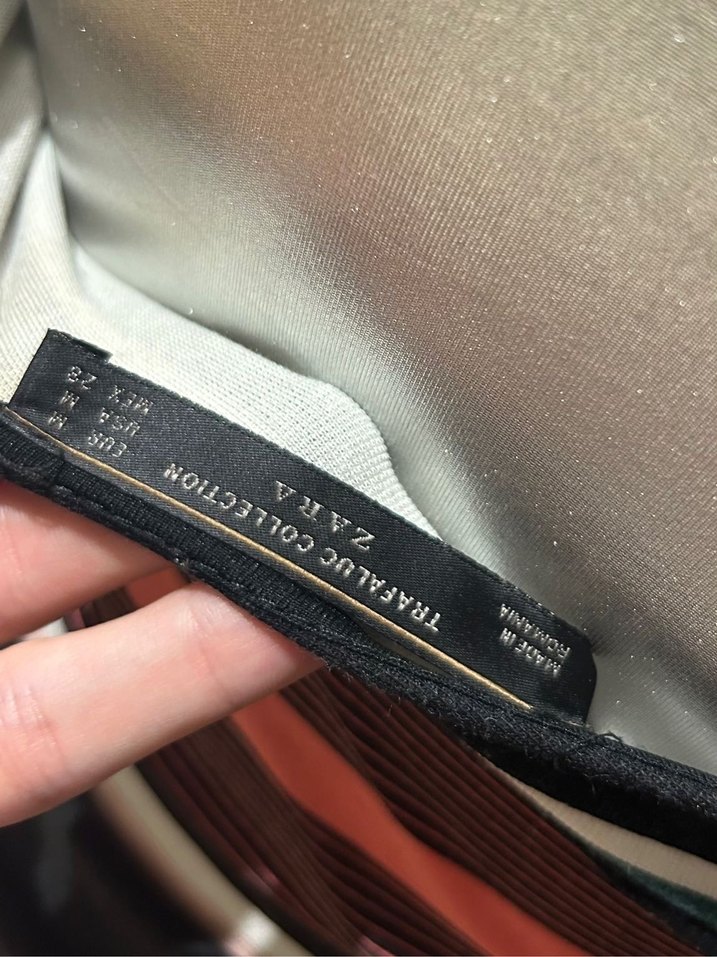 ZARA
TRAFALUC COLLECTION
EUR M
USA M
MEX 28
MADE IN
ROMANIA